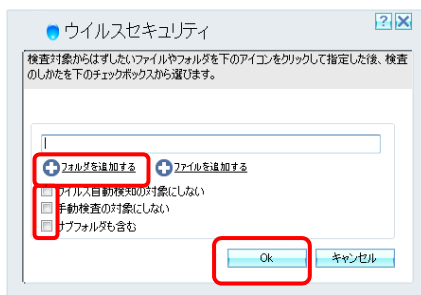 ウイルスセキュリティ
検査対象からはずしたいファイルやフォルダを下のアイコンをクリックして指定した後、検査
のしかたを下のチェックボックスから選びます。
フォルダを追加する ファイルを追加する
ウイルス自動検知の対象にしない
手動検査の対象にしない
サブフォルダも含む
Ok キャンセル